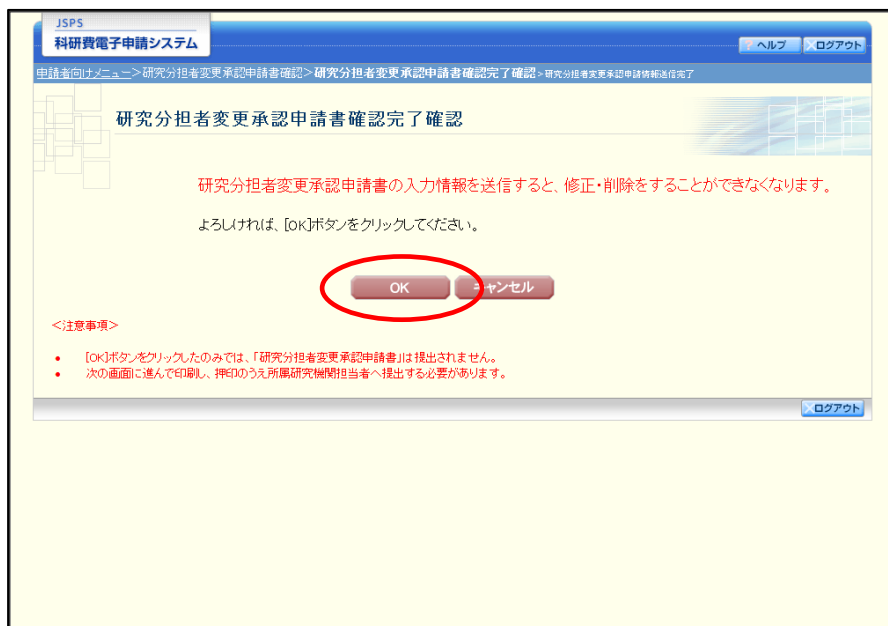 JSPS
科研費電子申請システム
? ヘルプ
×ログアウト
申請者向けメニュー>研究分担者変更承認申請書確認>研究分担者変更承認申請書確認完了確認>研究分担者変更承認申請情報送信完了
研究分担者変更承認申請書確認完了確認
研究分担者変更承認申請書の入力情報を送信すると、修正・削除をすることができなくなります。
よろしければ、[OK]ボタンをクリックしてください。
OK
キャンセル
<注意事項>
• [OK]ボタンをクリックしたのみでは、「研究分担者変更承認申請書」は提出されません。
• 次の画面に進んで印刷し、押印のうえ所属研究機関担当者へ提出する必要があります。
×ログアウト